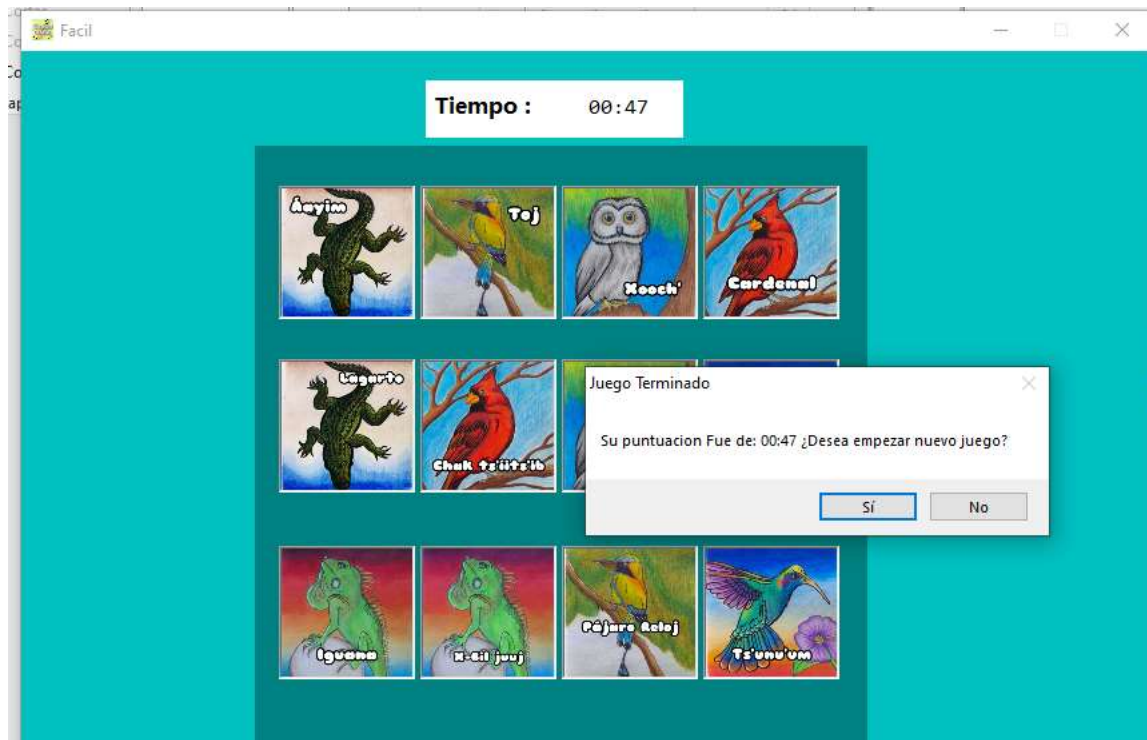 Facil
Tiempo : 00:47
Áayim
Toj
Xooch'
Cardenal
Lagarto
Chak ts'íits'ib
Juego Terminado
Su puntuacion Fue de: 00:47 ¿Desea empezar nuevo juego?
Sí
No
Iguana
X-Gil juuj
Pájaro Reloj
Ts'unu'um